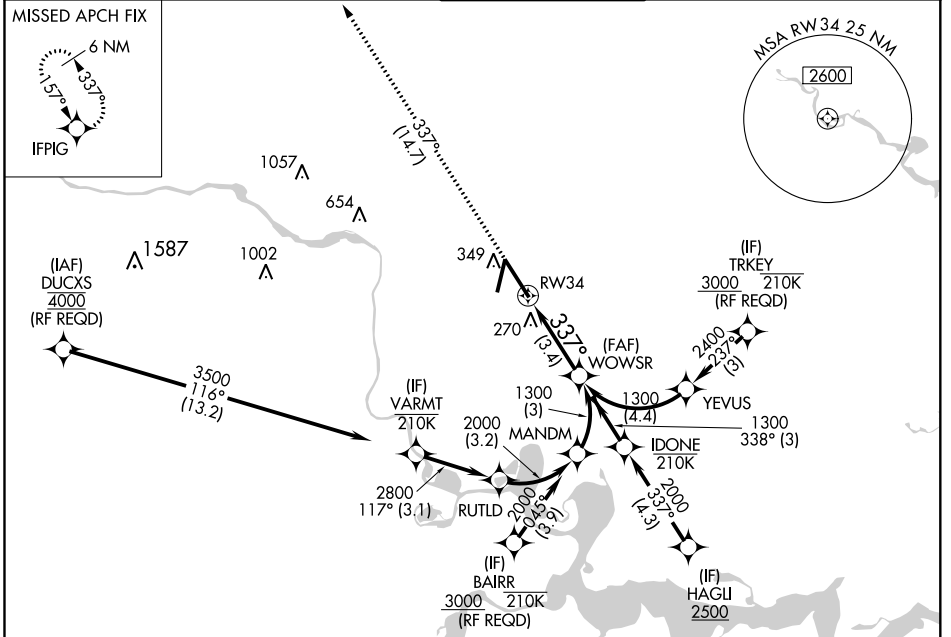 MISSED APCH FIX
6 NM
337°
157°
IFPIG
MSA RW34 25 NM
2600
337°
(14.7)
1057
654
1587
1002
349
RW34
270
337°
(3.4)
(IAF)
DUCXS
4000
(RF REQD)
3500
116°
(13.2)
(IF)
TRKEY
3000 210K
(RF REQD)
2400
237°
(3)
(FAF)
WOWSR
YEVUS
1300
(4.4)
1300
(3)
1300
338° (3)
(IF)
VARMT
210K
2000
(3.2)
MANDM
IDONE
210K
2800
117° (3.1)
RUTLD
2000
045°
(3.9)
2000
337°
(4.3)
(IF)
BAIRR
3000 210K
(RF REQD)
(IF)
HAGLI
2500